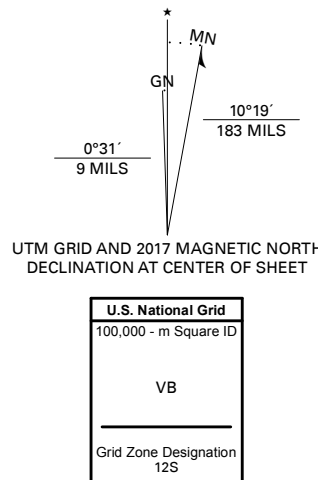 ★
MN
GN
10°19´
183 MILS
0°31´
9 MILS
UTM GRID AND 2017 MAGNETIC NORTH
DECLINATION AT CENTER OF SHEET
U.S. National Grid
100,000 - m Square ID
VB
Grid Zone Designation
12S